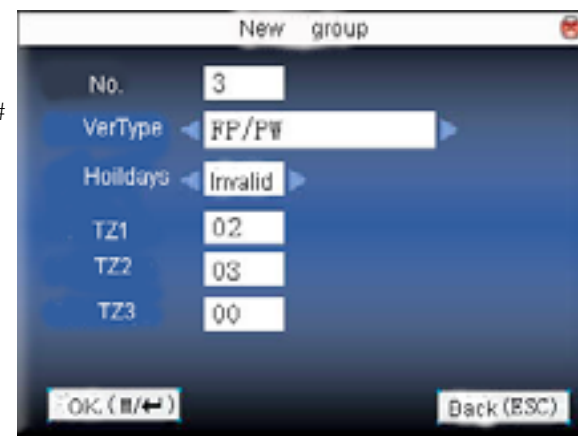 New group
#
No. 3
VerType FP/PW
Hoildays Invalid
TZ1 02
TZ2 03
TZ3 00
OK (M/↵) Back (ESC)